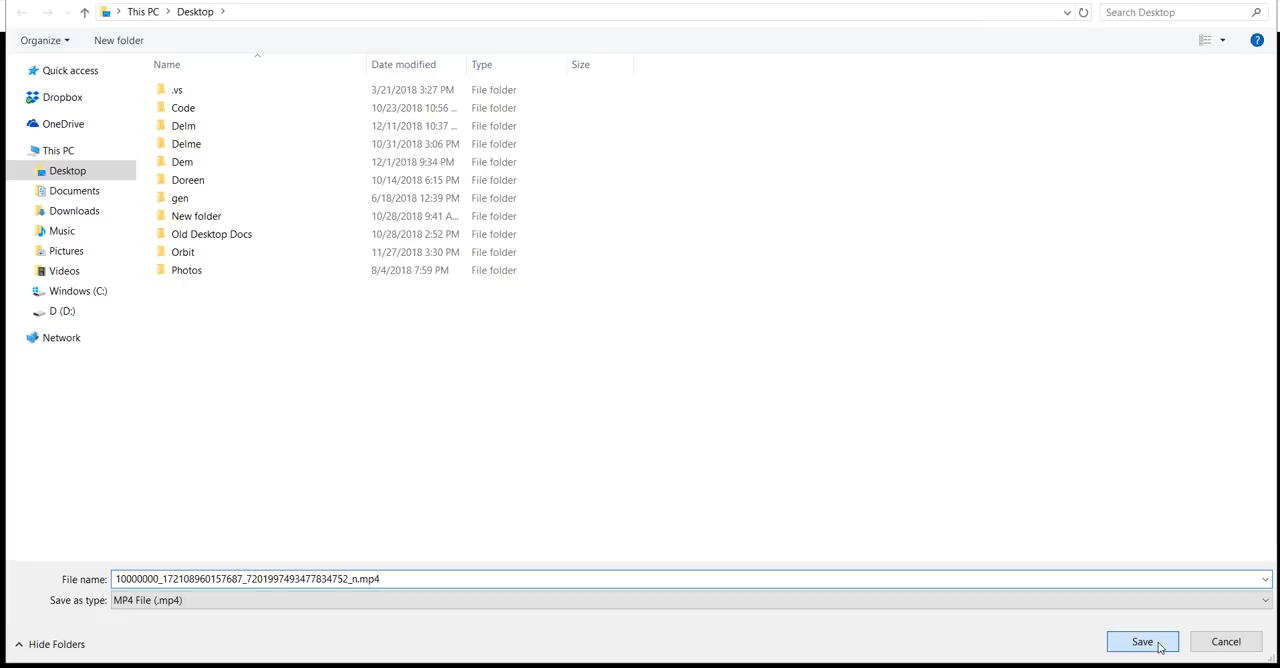 This PC > Desktop > Search Desktop
Organize New folder
Name Date modified Type Size
Quick access
Dropbox
OneDrive
This PC
Desktop
Documents
Downloads
Music
Pictures
Videos
Windows (C:)
D (D:)
Network
.vs 3/21/2018 3:27 PM File folder
Code 10/23/2018 10:56 ... File folder
Delm 12/11/2018 10:37 ... File folder
Delme 10/31/2018 3:06 PM File folder
Dem 12/1/2018 9:34 PM File folder
Doreen 10/14/2018 6:15 PM File folder
gen 6/18/2018 12:39 PM File folder
New folder 10/28/2018 9:41 A... File folder
Old Desktop Docs 10/28/2018 2:52 PM File folder
Orbit 11/27/2018 3:30 PM File folder
Photos 8/4/2018 7:59 PM File folder
File name: 10000000_172108960157687_7201997493477834752_n.mp4
Save as type: MP4 File (.mp4)
Hide Folders Save Cancel